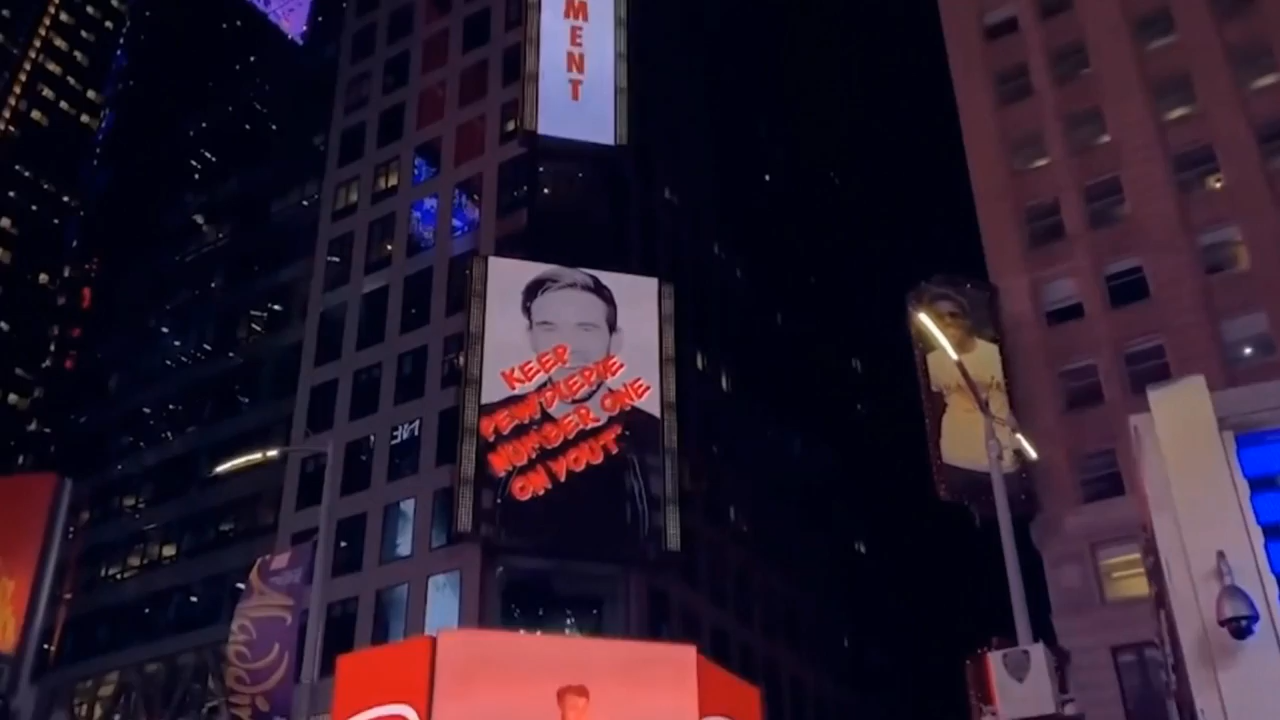 MENT
KEEP
PEWDIEPIE
NUMBER ONE
ON YOUT
Aladdin